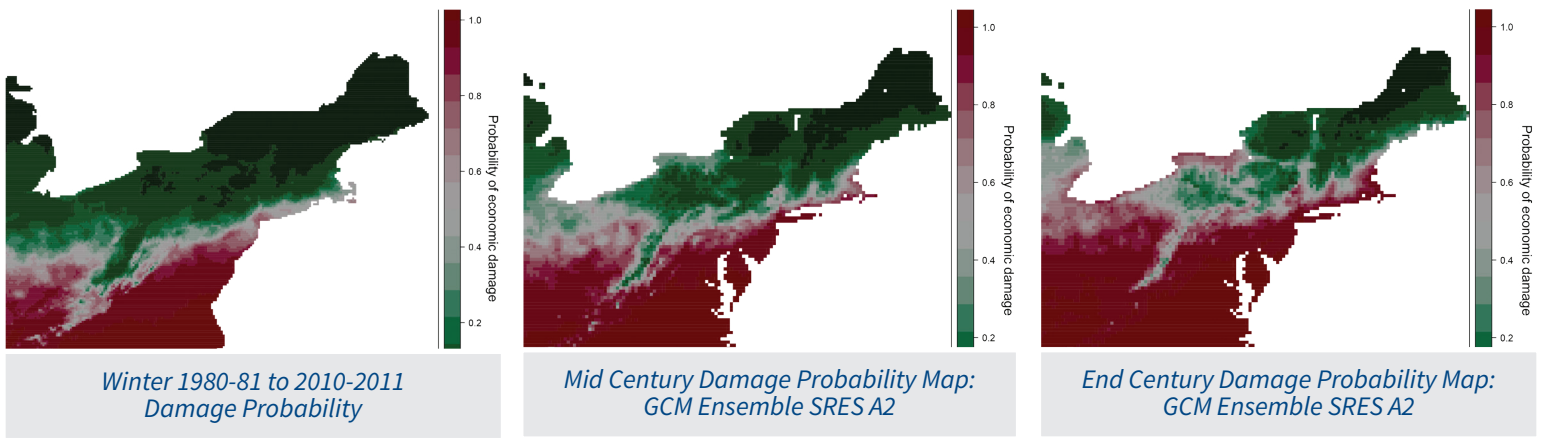 1.0
0.8
0.6
0.4
0.2
Probability of economic damage
Winter 1980-81 to 2010-2011
Damage Probability
1.0
0.8
0.6
0.4
0.2
Probability of economic damage
Mid Century Damage Probability Map:
GCM Ensemble SRES A2
1.0
0.8
0.6
0.4
0.2
Probability of economic damage
End Century Damage Probability Map:
GCM Ensemble SRES A2